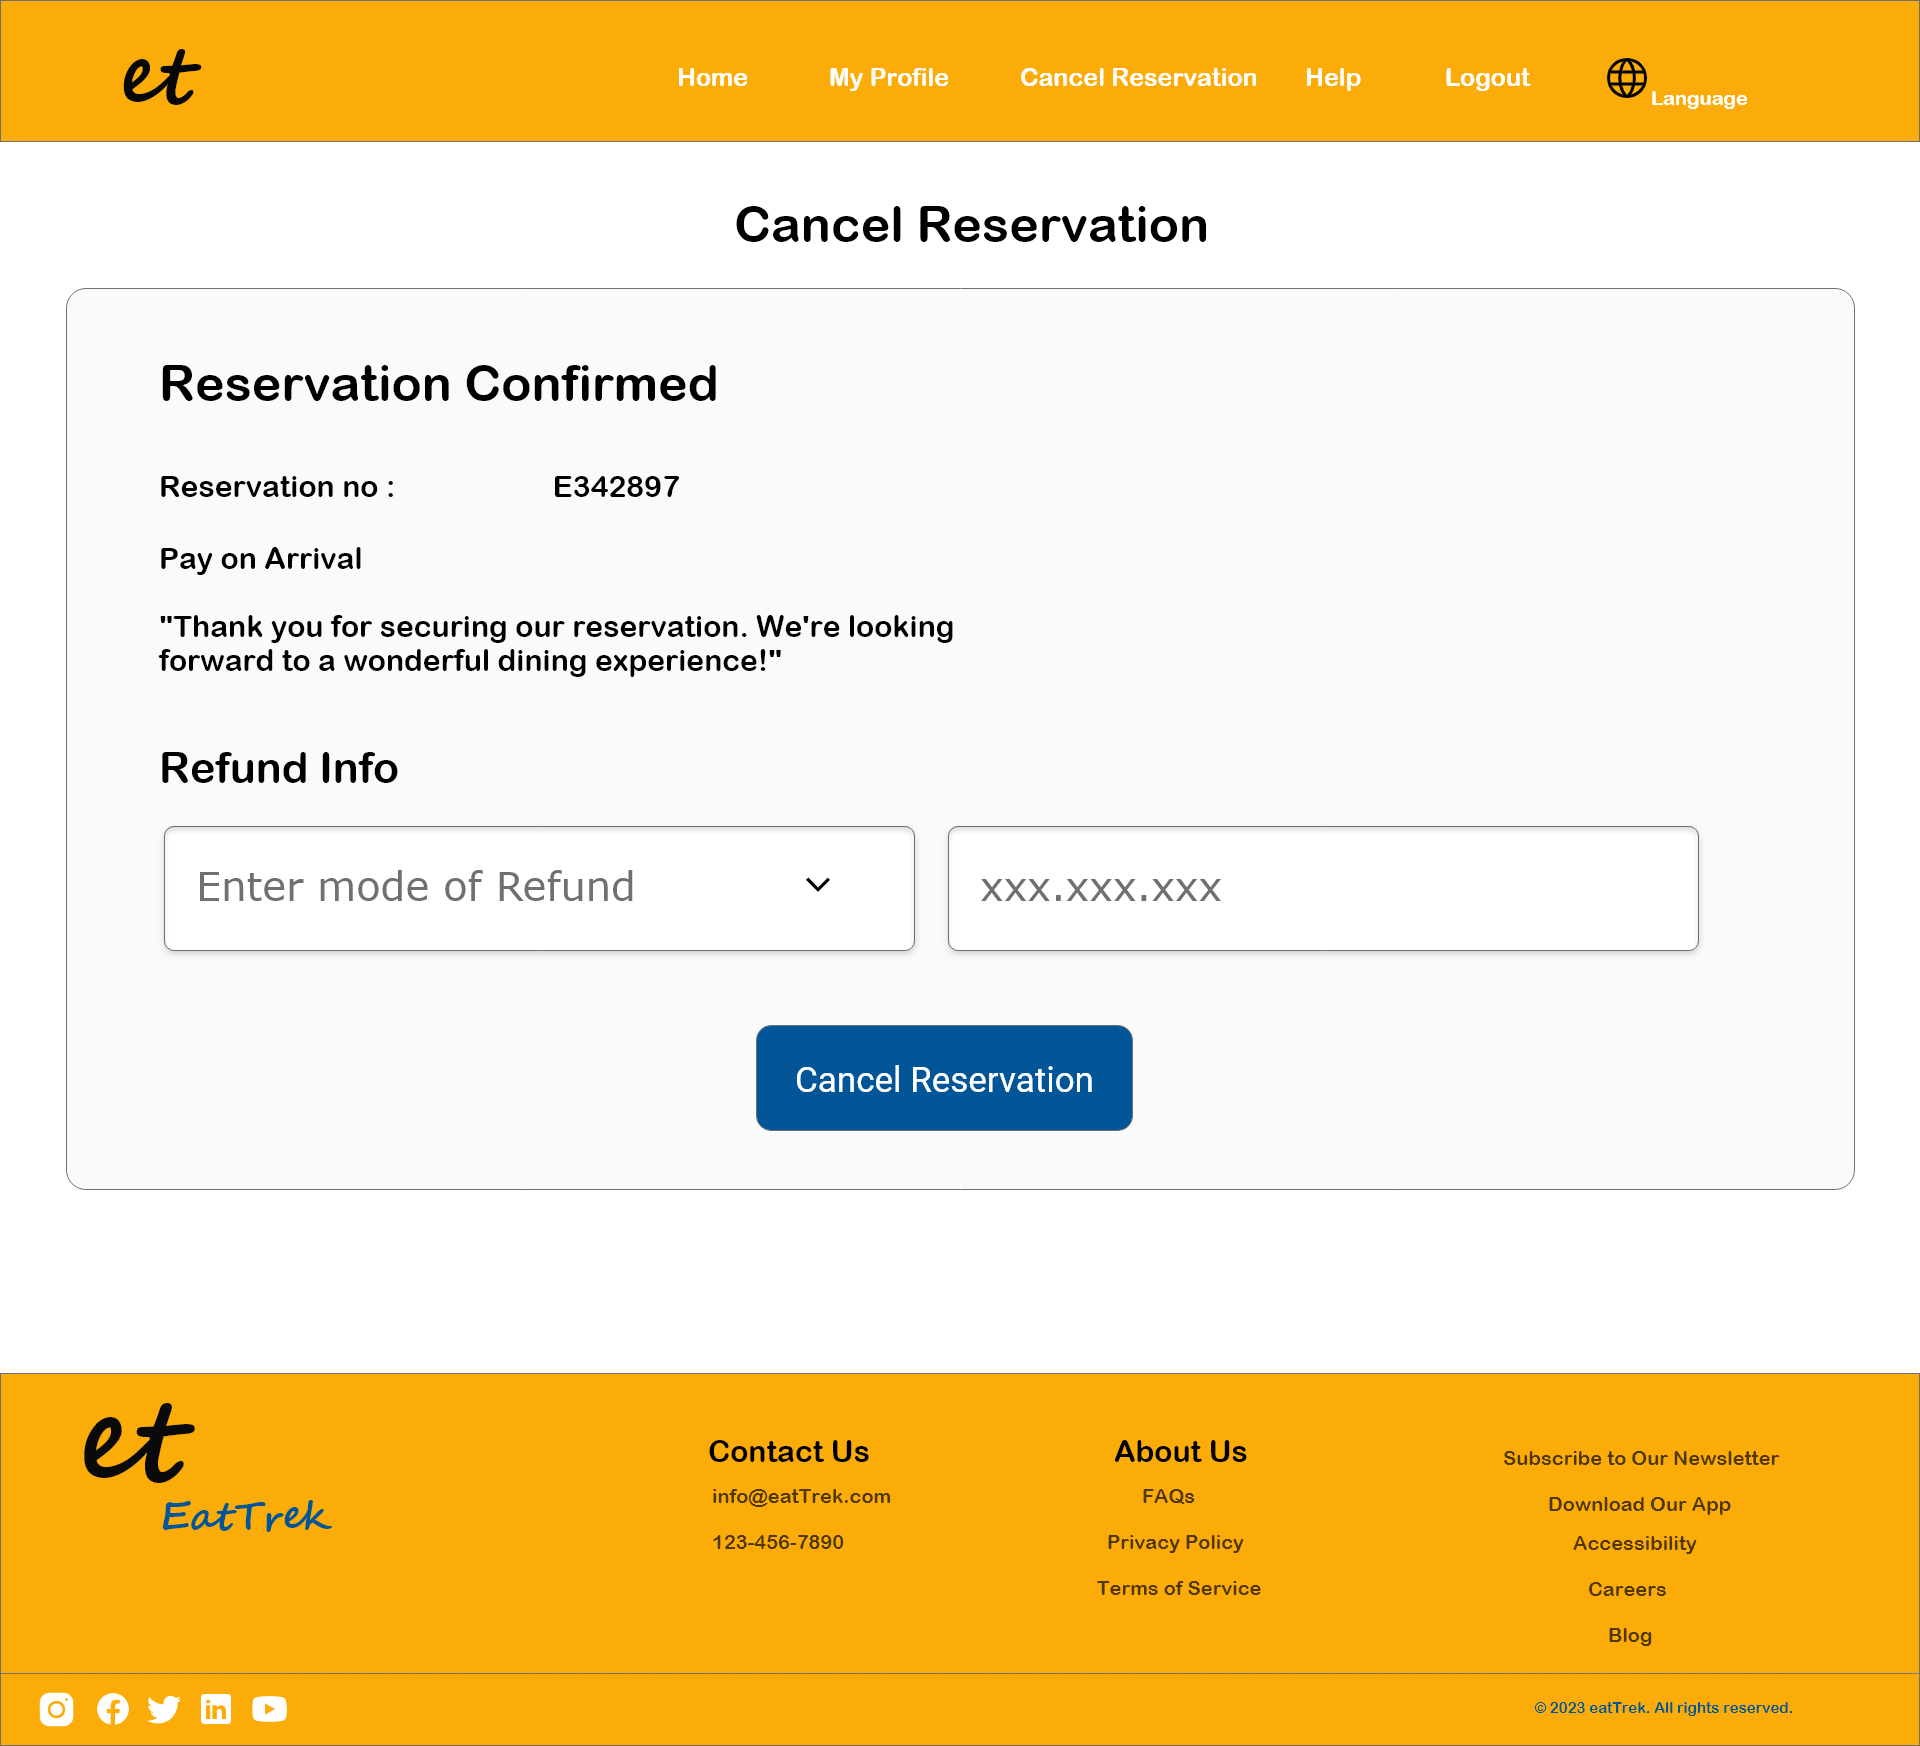 et
Home My Profile Cancel Reservation Help Logout Language
Cancel Reservation
Reservation Confirmed
Reservation no : E342897
Pay on Arrival
"Thank you for securing our reservation. We're looking
forward to a wonderful dining experience!"
Refund Info
Enter mode of Refund
xxx.xxx.xxx
Cancel Reservation
et
EatTrek
Contact Us
info@eatTrek.com
123-456-7890
About Us
FAQs
Privacy Policy
Terms of Service
Subscribe to Our Newsletter
Download Our App
Accessibility
Careers
Blog
in
© 2023 eatTrek. All rights reserved.